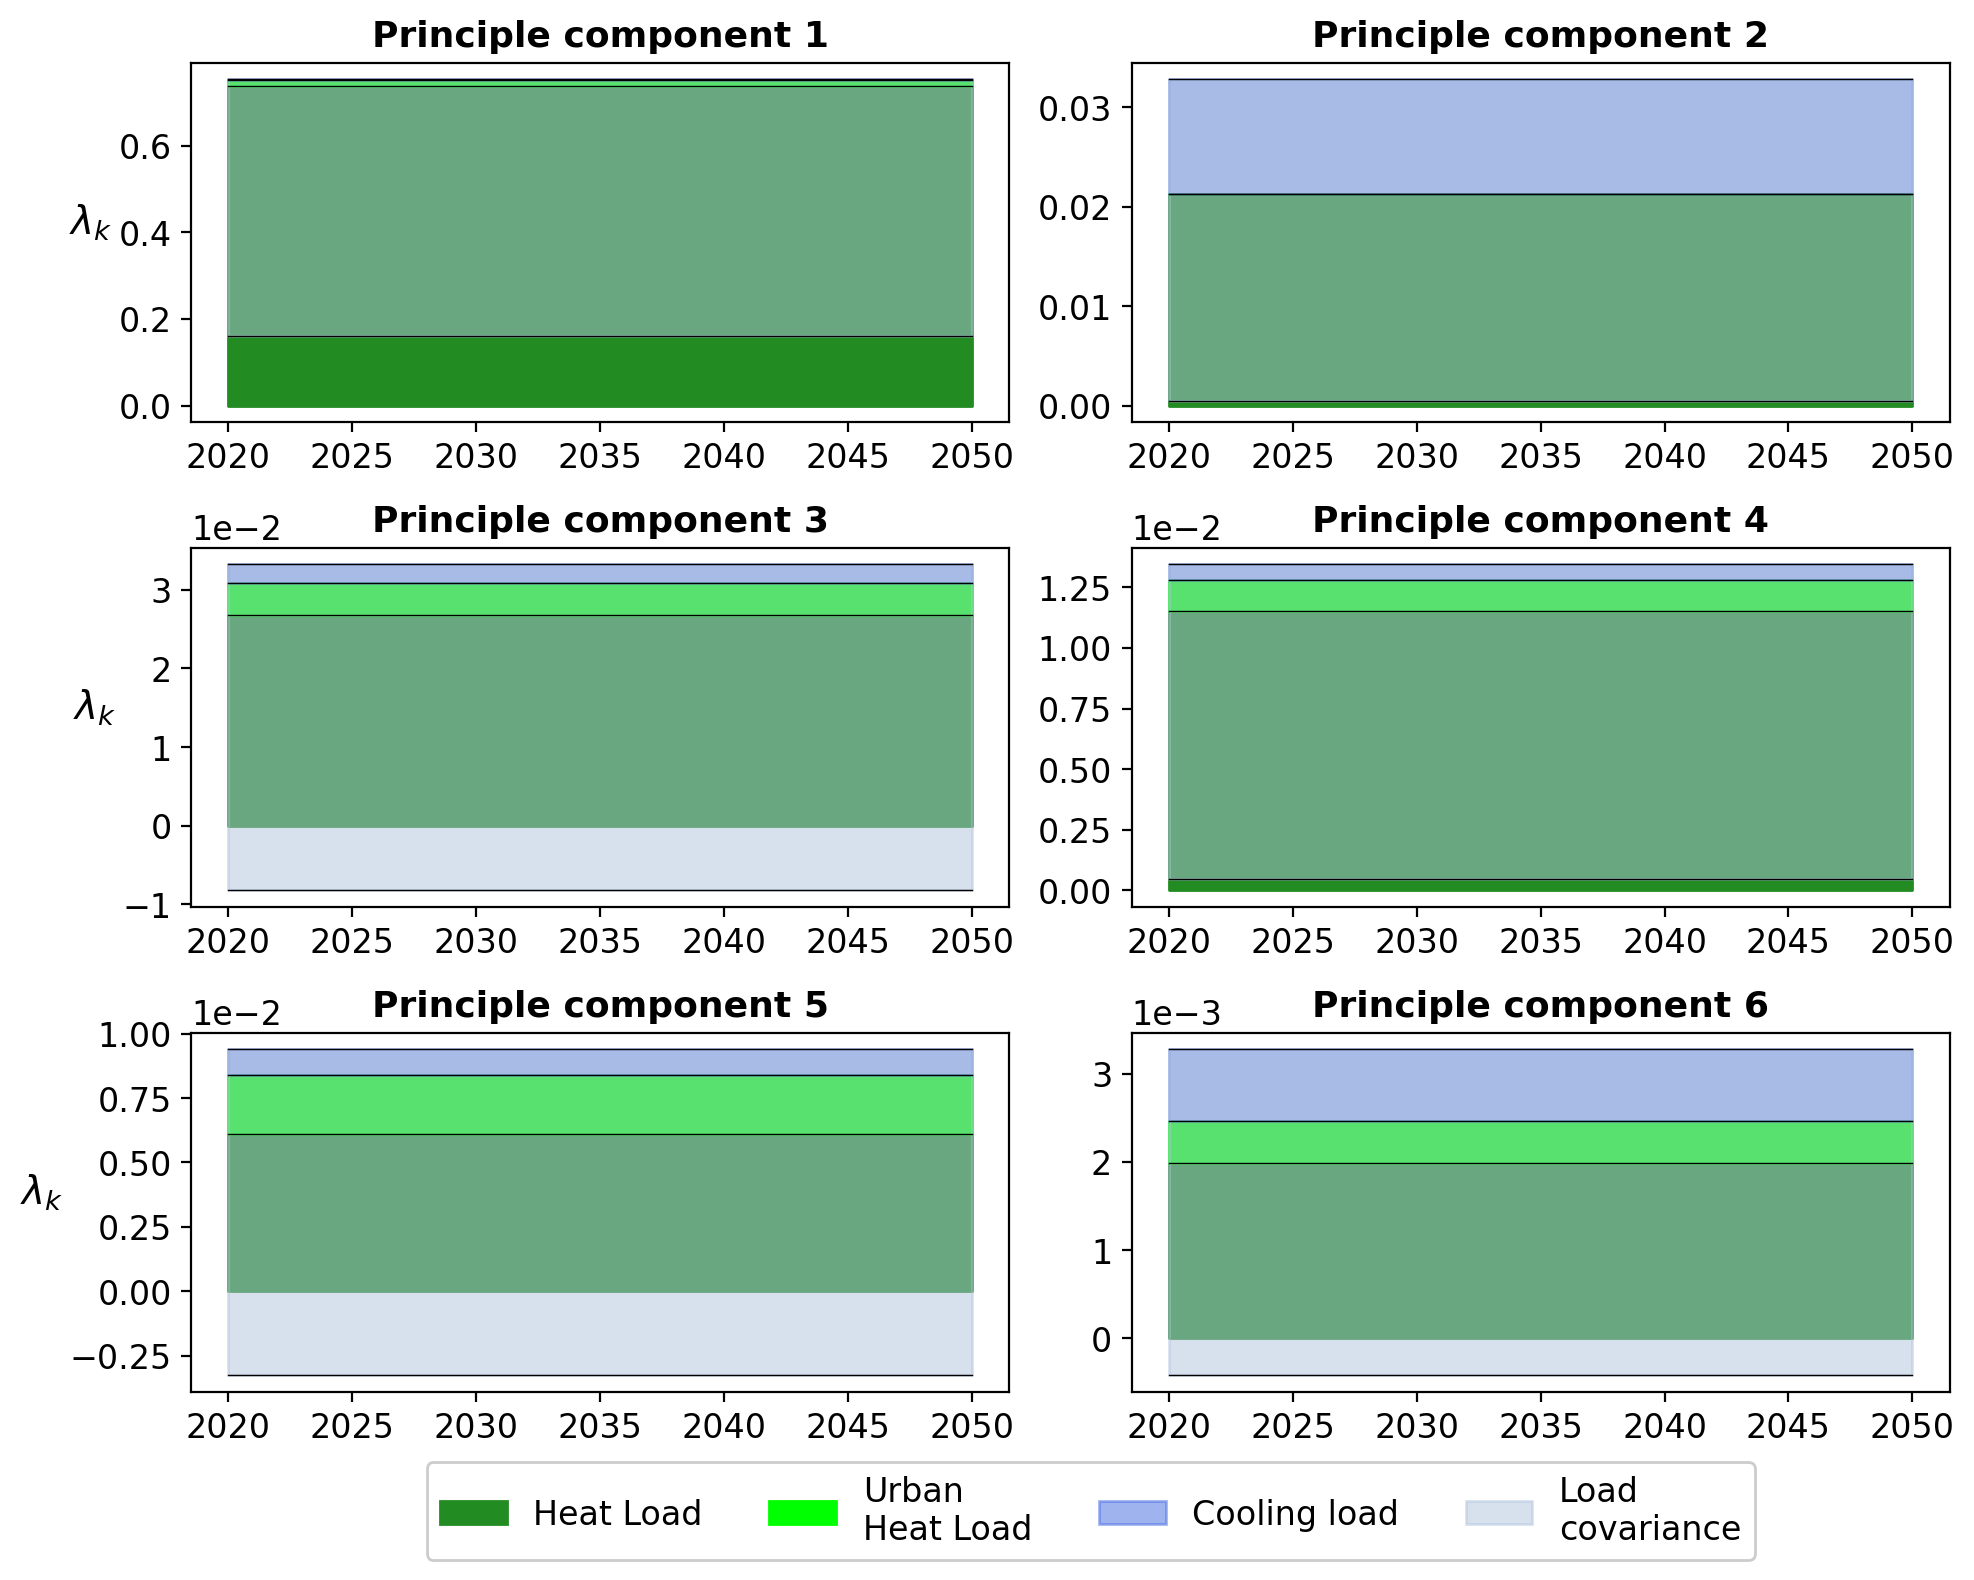 Principle component 1
λk
0.6
0.4
0.2
0.0
2020 2025 2030 2035 2040 2045 2050
Principle component 2
0.03
0.02
0.01
0.00
2020 2025 2030 2035 2040 2045 2050
1e−2
Principle component 3
λk
3
2
1
0
−1
2020 2025 2030 2035 2040 2045 2050
1e−2
Principle component 4
1.25
1.00
0.75
0.50
0.25
0.00
2020 2025 2030 2035 2040 2045 2050
1e−2
Principle component 5
λk
1.00
0.75
0.50
0.25
0.00
−0.25
2020 2025 2030 2035 2040 2045 2050
1e−3
Principle component 6
3
2
1
0
2020 2025 2030 2035 2040 2045 2050
Heat Load
Urban
Heat Load
Cooling load
Load
covariance